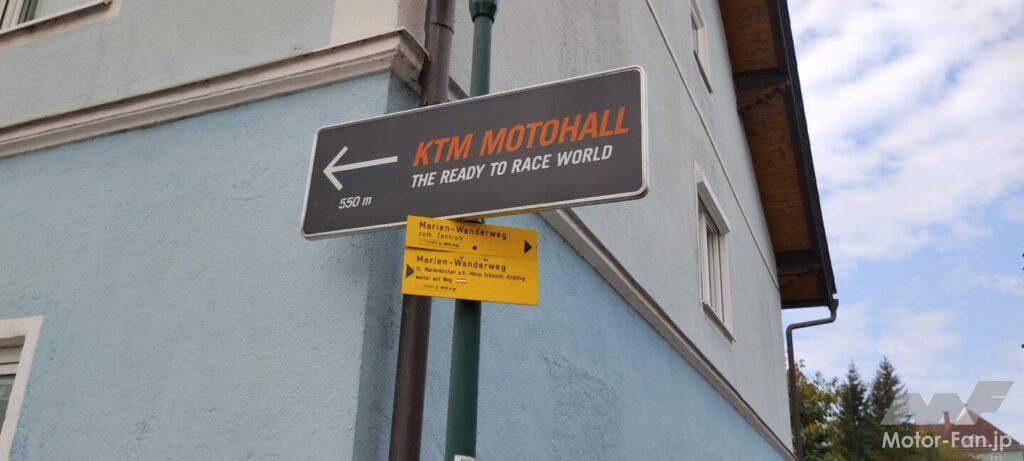 KTM MOTOHALL
THE READY TO RACE WORLD
550 m
Marien-Wanderweg
zum Zentrum
Marien-Wanderweg
St. Marienkirchen a.H.-Maria Schmolln-Altötting
weiter auf Weg
Motor-Fan.jp